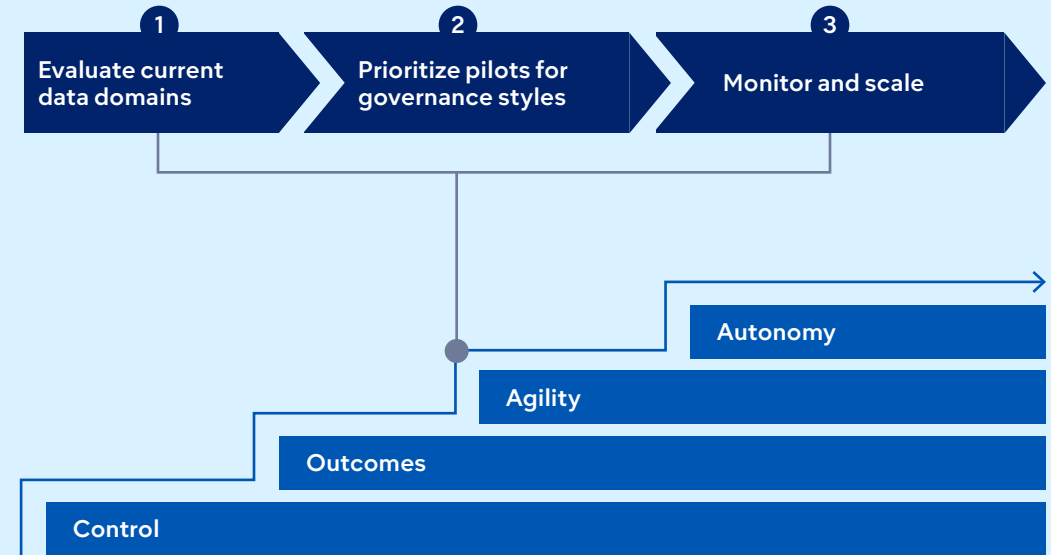 1
2
3
Evaluate current
data domains
Prioritize pilots for
governance styles
Monitor and scale
Autonomy
Agility
Outcomes
Control